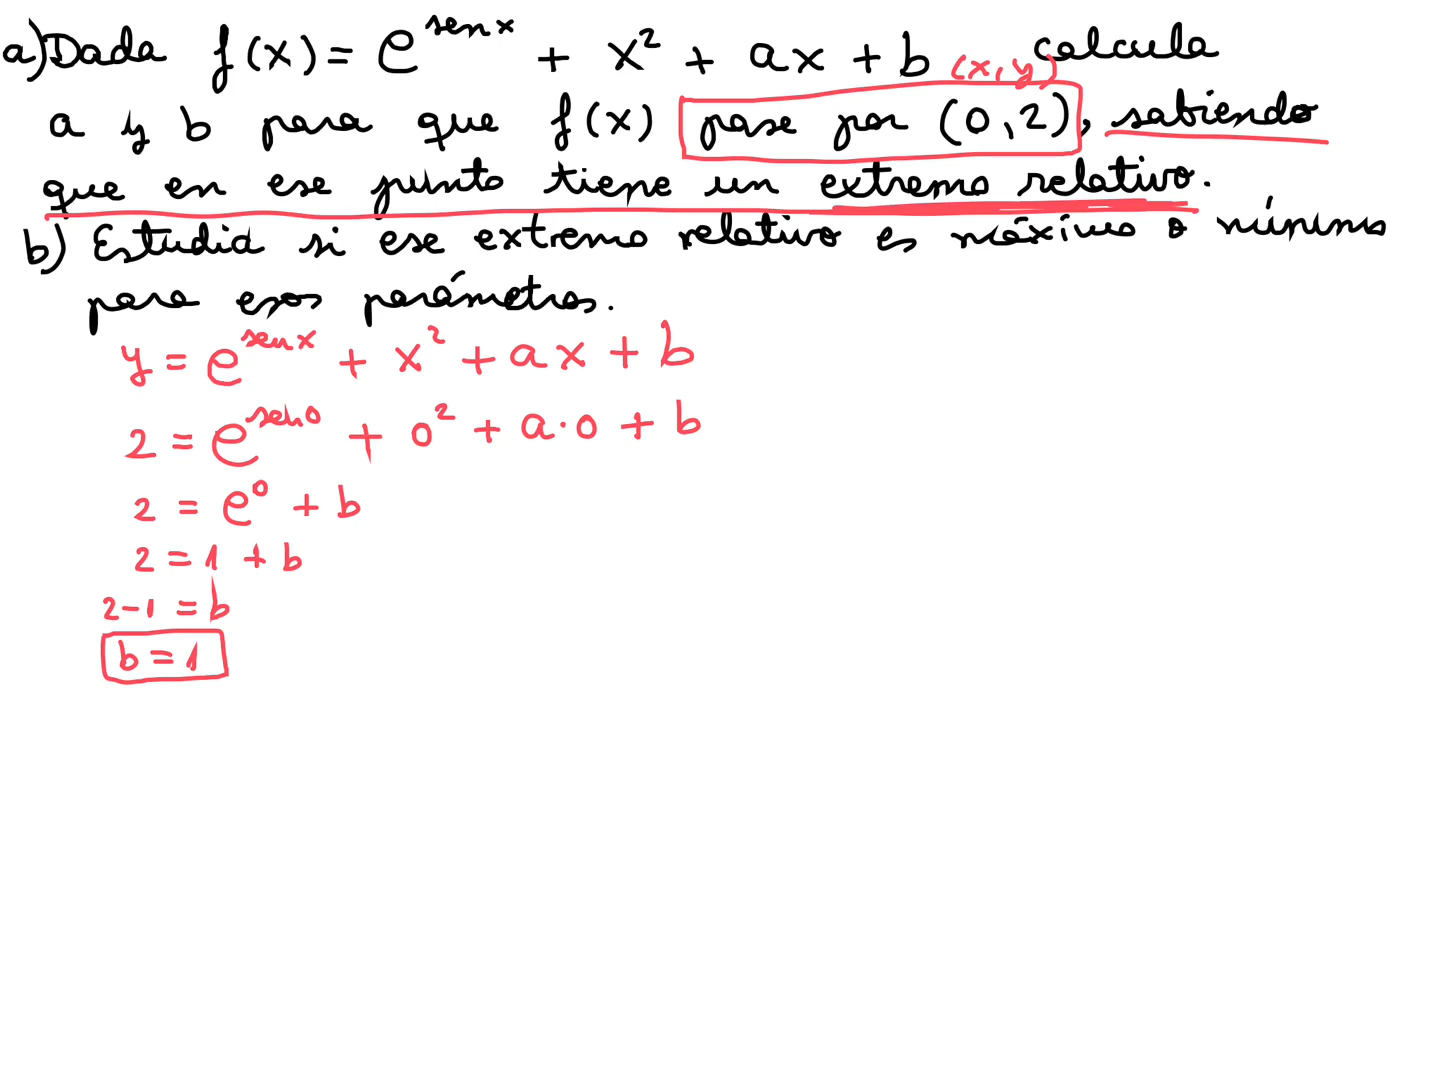 a) Dada f(x) = e^{sen x} + x² + ax + b (x, y) calcula
a y b para que f(x) pase por (0,2), sabiendo
que en ese punto tiene un extremo relativo.
b) Estudia si ese extremo relativo es máximo o mínimo
para esos parámetros.
y = e^{sen x} + x² + ax + b
2 = e^{sen 0} + 0² + a·0 + b
2 = e⁰ + b
2 = 1 + b
2-1 = b
b = 1